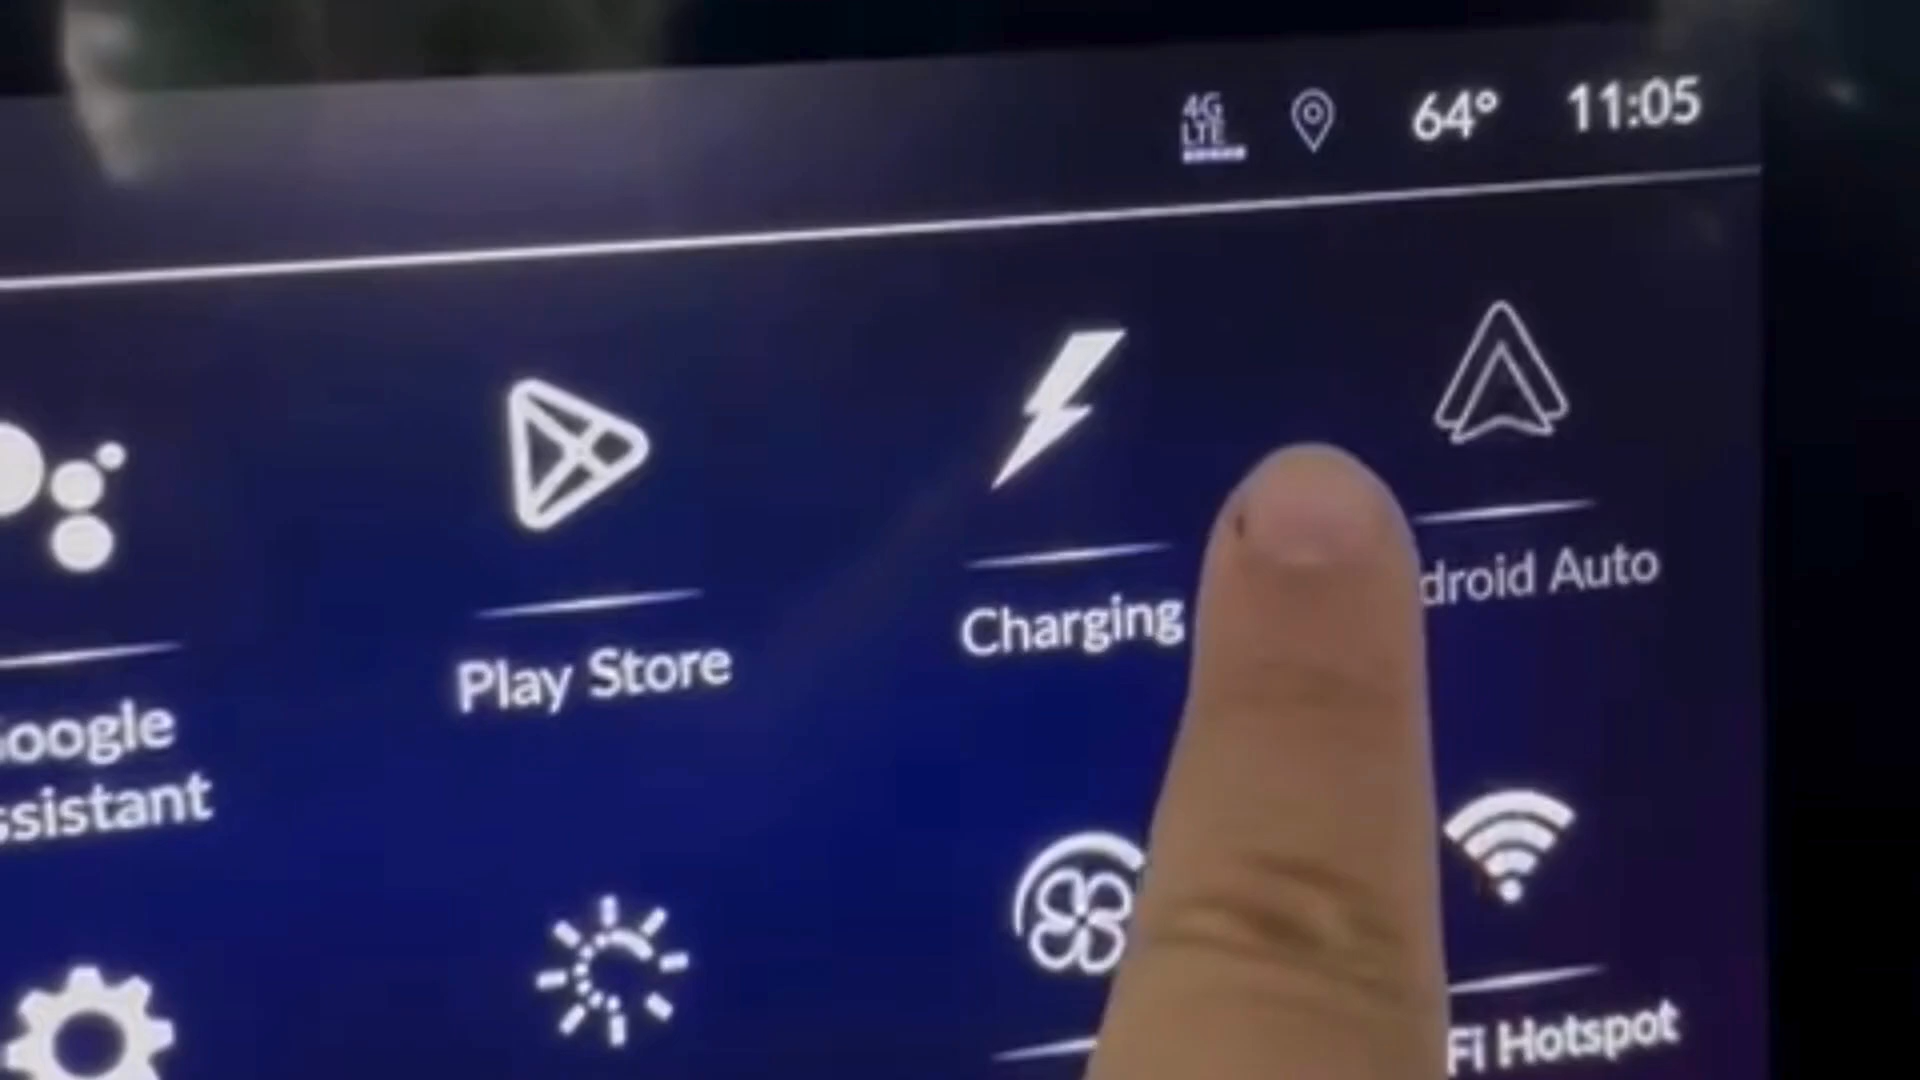 4G
LTE
64° 11:05
Play Store
Charging
droid Auto
oogle
ssistant
Fi Hotspot